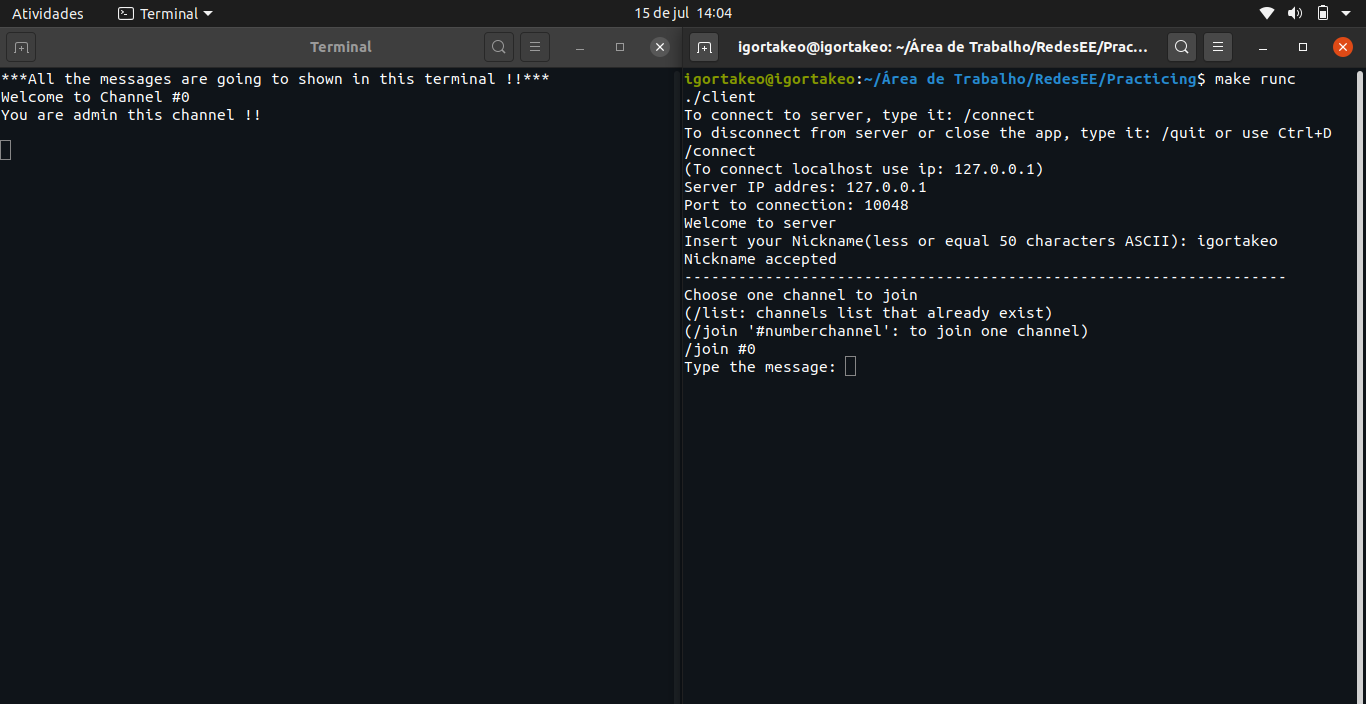 Atividades
Terminal
15 de jul 14:04
Terminal
***All the messages are going to shown in this terminal !!***
Welcome to Channel #0
You are admin this channel !!
igortakeo@igortakeo: ~/Área de Trabalho/RedesEE/Prac...
igortakeo@igortakeo:~/Área de Trabalho/RedesEE/Practicing$ make runc
./client
To connect to server, type it: /connect
To disconnect from server or close the app, type it: /quit or use Ctrl+D
/connect
(To connect localhost use ip: 127.0.0.1)
Server IP addres: 127.0.0.1
Port to connection: 10048
Welcome to server
Insert your Nickname(less or equal 50 characters ASCII): igortakeo
Nickname accepted
-------------------------------------------------------------------
Choose one channel to join
(/list: channels list that already exist)
(/join '#numberchannel': to join one channel)
/join #0
Type the message: